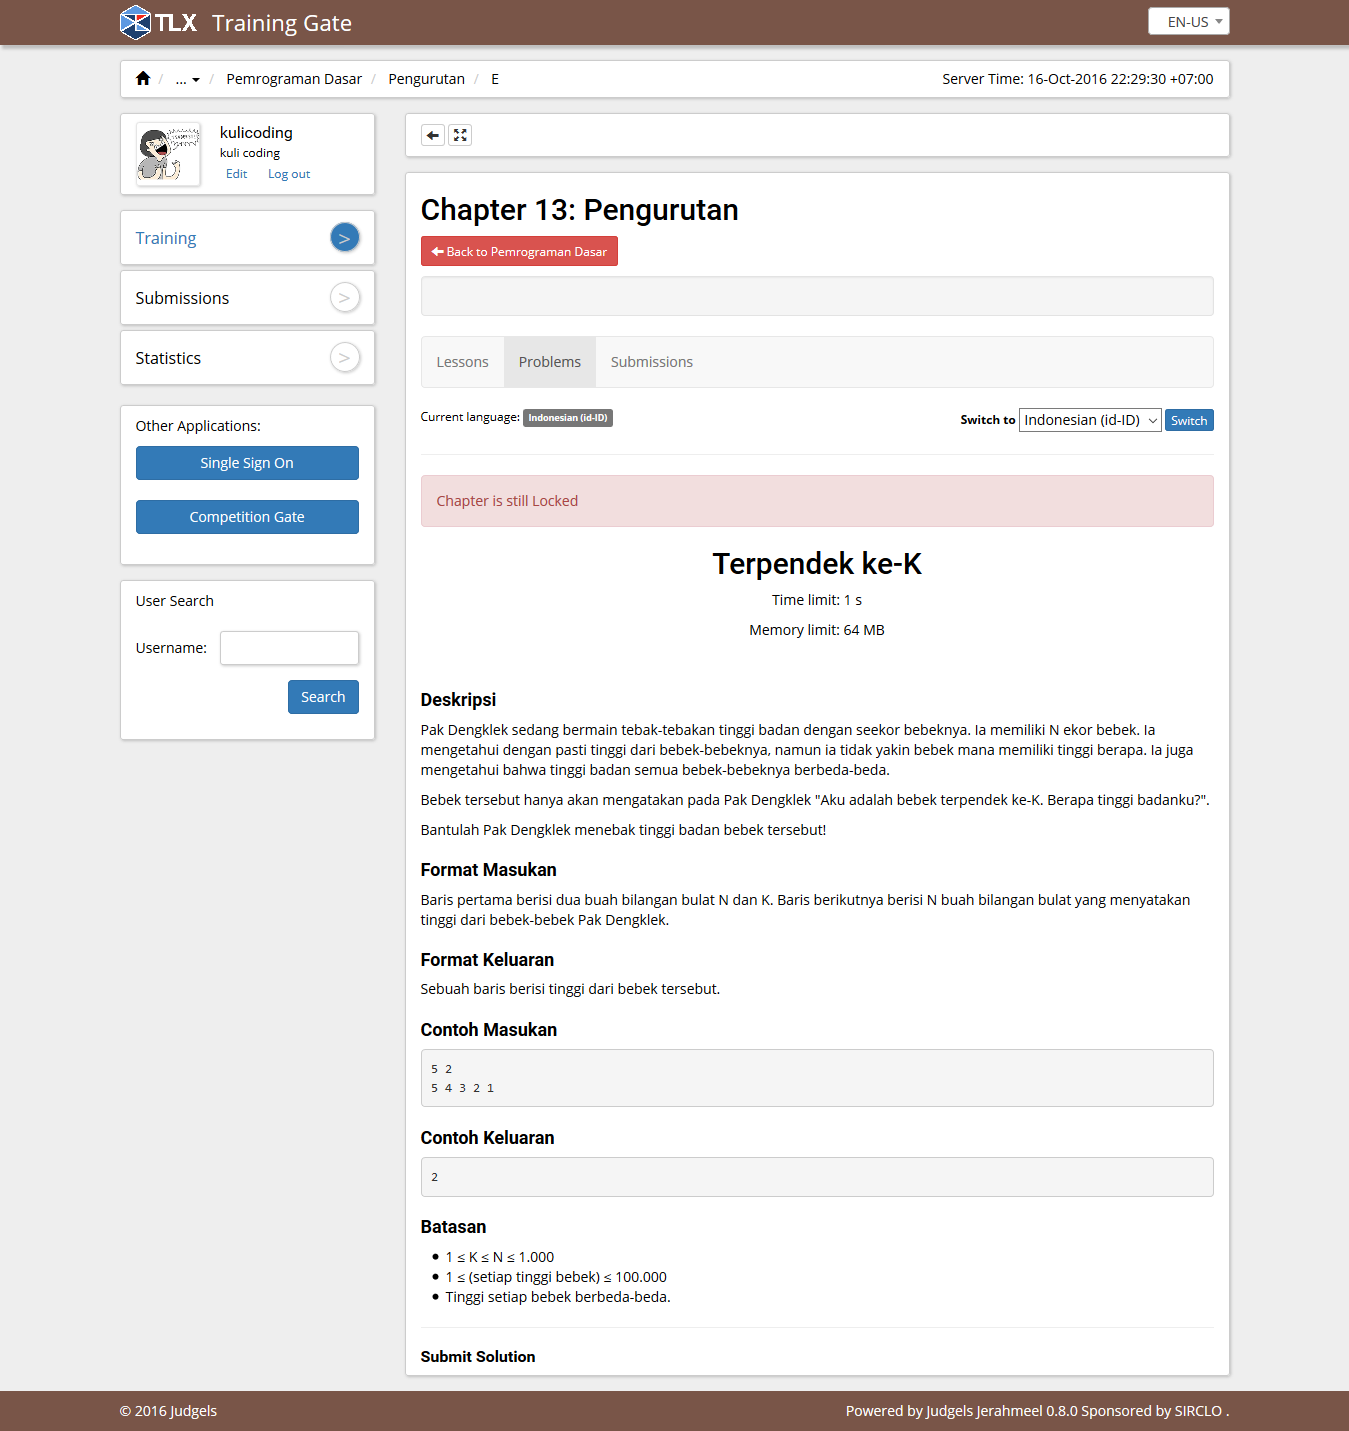 TLX Training Gate
EN-US
... Pemrograman Dasar / Pengurutan / E
Server Time: 16-Oct-2016 22:29:30 +07:00
kulicoding
kuli coding
Edit Log out
Training >
Submissions >
Statistics >
Other Applications:
Single Sign On
Competition Gate
User Search
Username:
Search
Chapter 13: Pengurutan
Back to Pemrograman Dasar
Lessons Problems Submissions
Current language: Indonesian (id-ID)
Switch to Indonesian (id-ID) Switch
Chapter is still Locked
Terpendek ke-K
Time limit: 1 s
Memory limit: 64 MB
Deskripsi
Pak Dengklek sedang bermain tebak-tebakan tinggi badan dengan seekor bebeknya. Ia memiliki N ekor bebek. Ia
mengetahui dengan pasti tinggi dari bebek-bebeknya, namun ia tidak yakin bebek mana memiliki tinggi berapa. Ia juga
mengetahui bahwa tinggi badan semua bebek-bebeknya berbeda-beda.
Bebek tersebut hanya akan mengatakan pada Pak Dengklek "Aku adalah bebek terpendek ke-K. Berapa tinggi badanku?".
Bantulah Pak Dengklek menebak tinggi badan bebek tersebut!
Format Masukan
Baris pertama berisi dua buah bilangan bulat N dan K. Baris berikutnya berisi N buah bilangan bulat yang menyatakan
tinggi dari bebek-bebek Pak Dengklek.
Format Keluaran
Sebuah baris berisi tinggi dari bebek tersebut.
Contoh Masukan
5 2
5 4 3 2 1
Contoh Keluaran
2
Batasan
• 1 ≤ K ≤ N ≤ 1.000
• 1 ≤ (setiap tinggi bebek) ≤ 100.000
• Tinggi setiap bebek berbeda-beda.
Submit Solution
© 2016 Judgels
Powered by Judgels Jerahmeel 0.8.0 Sponsored by SIRCLO .